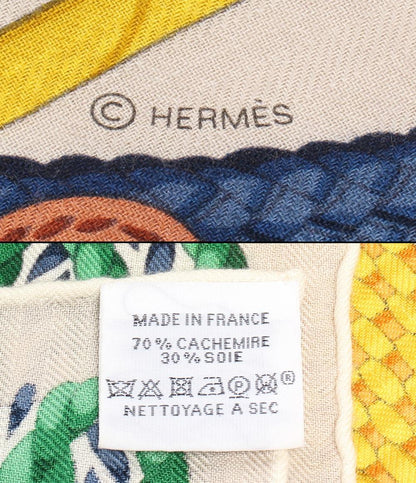 © HERMÈS
MADE IN FRANCE
70% CACHEMIRE
30% SOIE
P ®
NETTOYAGE A SEC